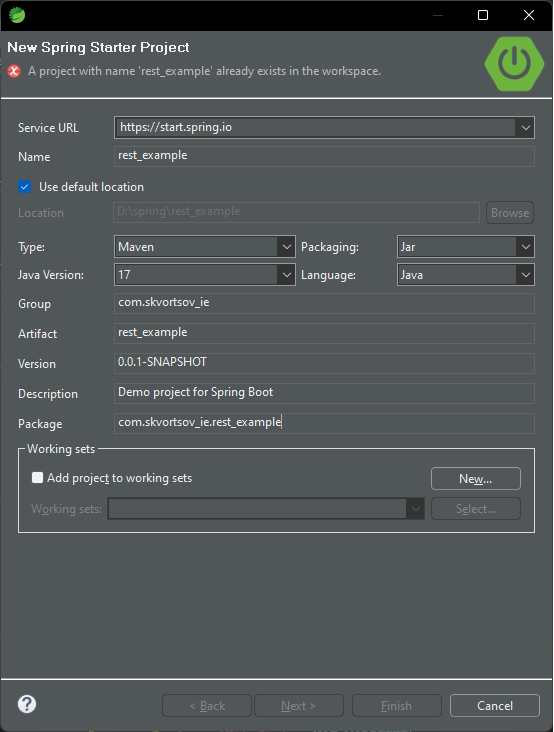 New Spring Starter Project
A project with name 'rest_example' already exists in the workspace.
Service URL https://start.spring.io
Name rest_example
Use default location
Location D:\spring\rest_example Browse
Type: Maven Packaging: Jar
Java Version: 17 Language: Java
Group com.skvortsov_ie
Artifact rest_example
Version 0.0.1-SNAPSHOT
Description Demo project for Spring Boot
Package com.skvortsov_ie.rest_example
Working sets
Add project to working sets New...
Working sets: Select...
? < Back Next > Finish Cancel